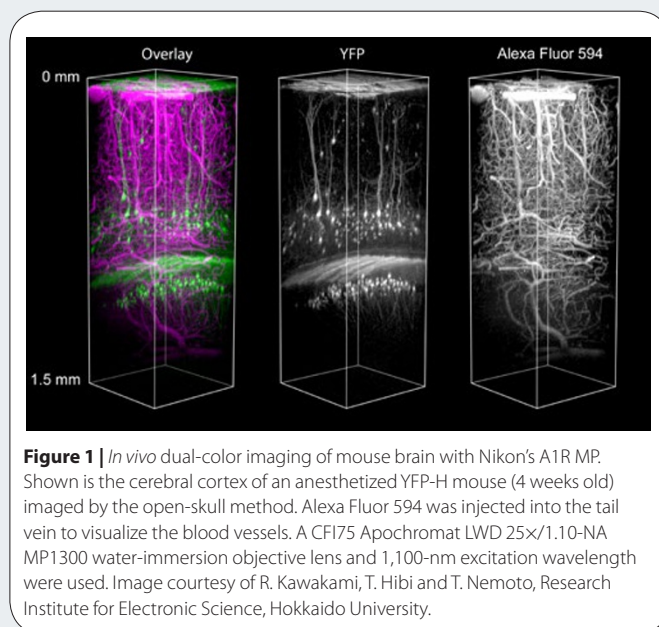 Overlay YFP Alexa Fluor 594
0 mm
1.5 mm
Figure 1 | In vivo dual-color imaging of mouse brain with Nikon's A1R MP.
Shown is the cerebral cortex of an anesthetized YFP-H mouse (4 weeks old)
imaged by the open-skull method. Alexa Fluor 594 was injected into the tail
vein to visualize the blood vessels. A CFI75 Apochromat LWD 25×/1.10-NA
MP1300 water-immersion objective lens and 1,100-nm excitation wavelength
were used. Image courtesy of R. Kawakami, T. Hibi and T. Nemoto, Research
Institute for Electronic Science, Hokkaido University.